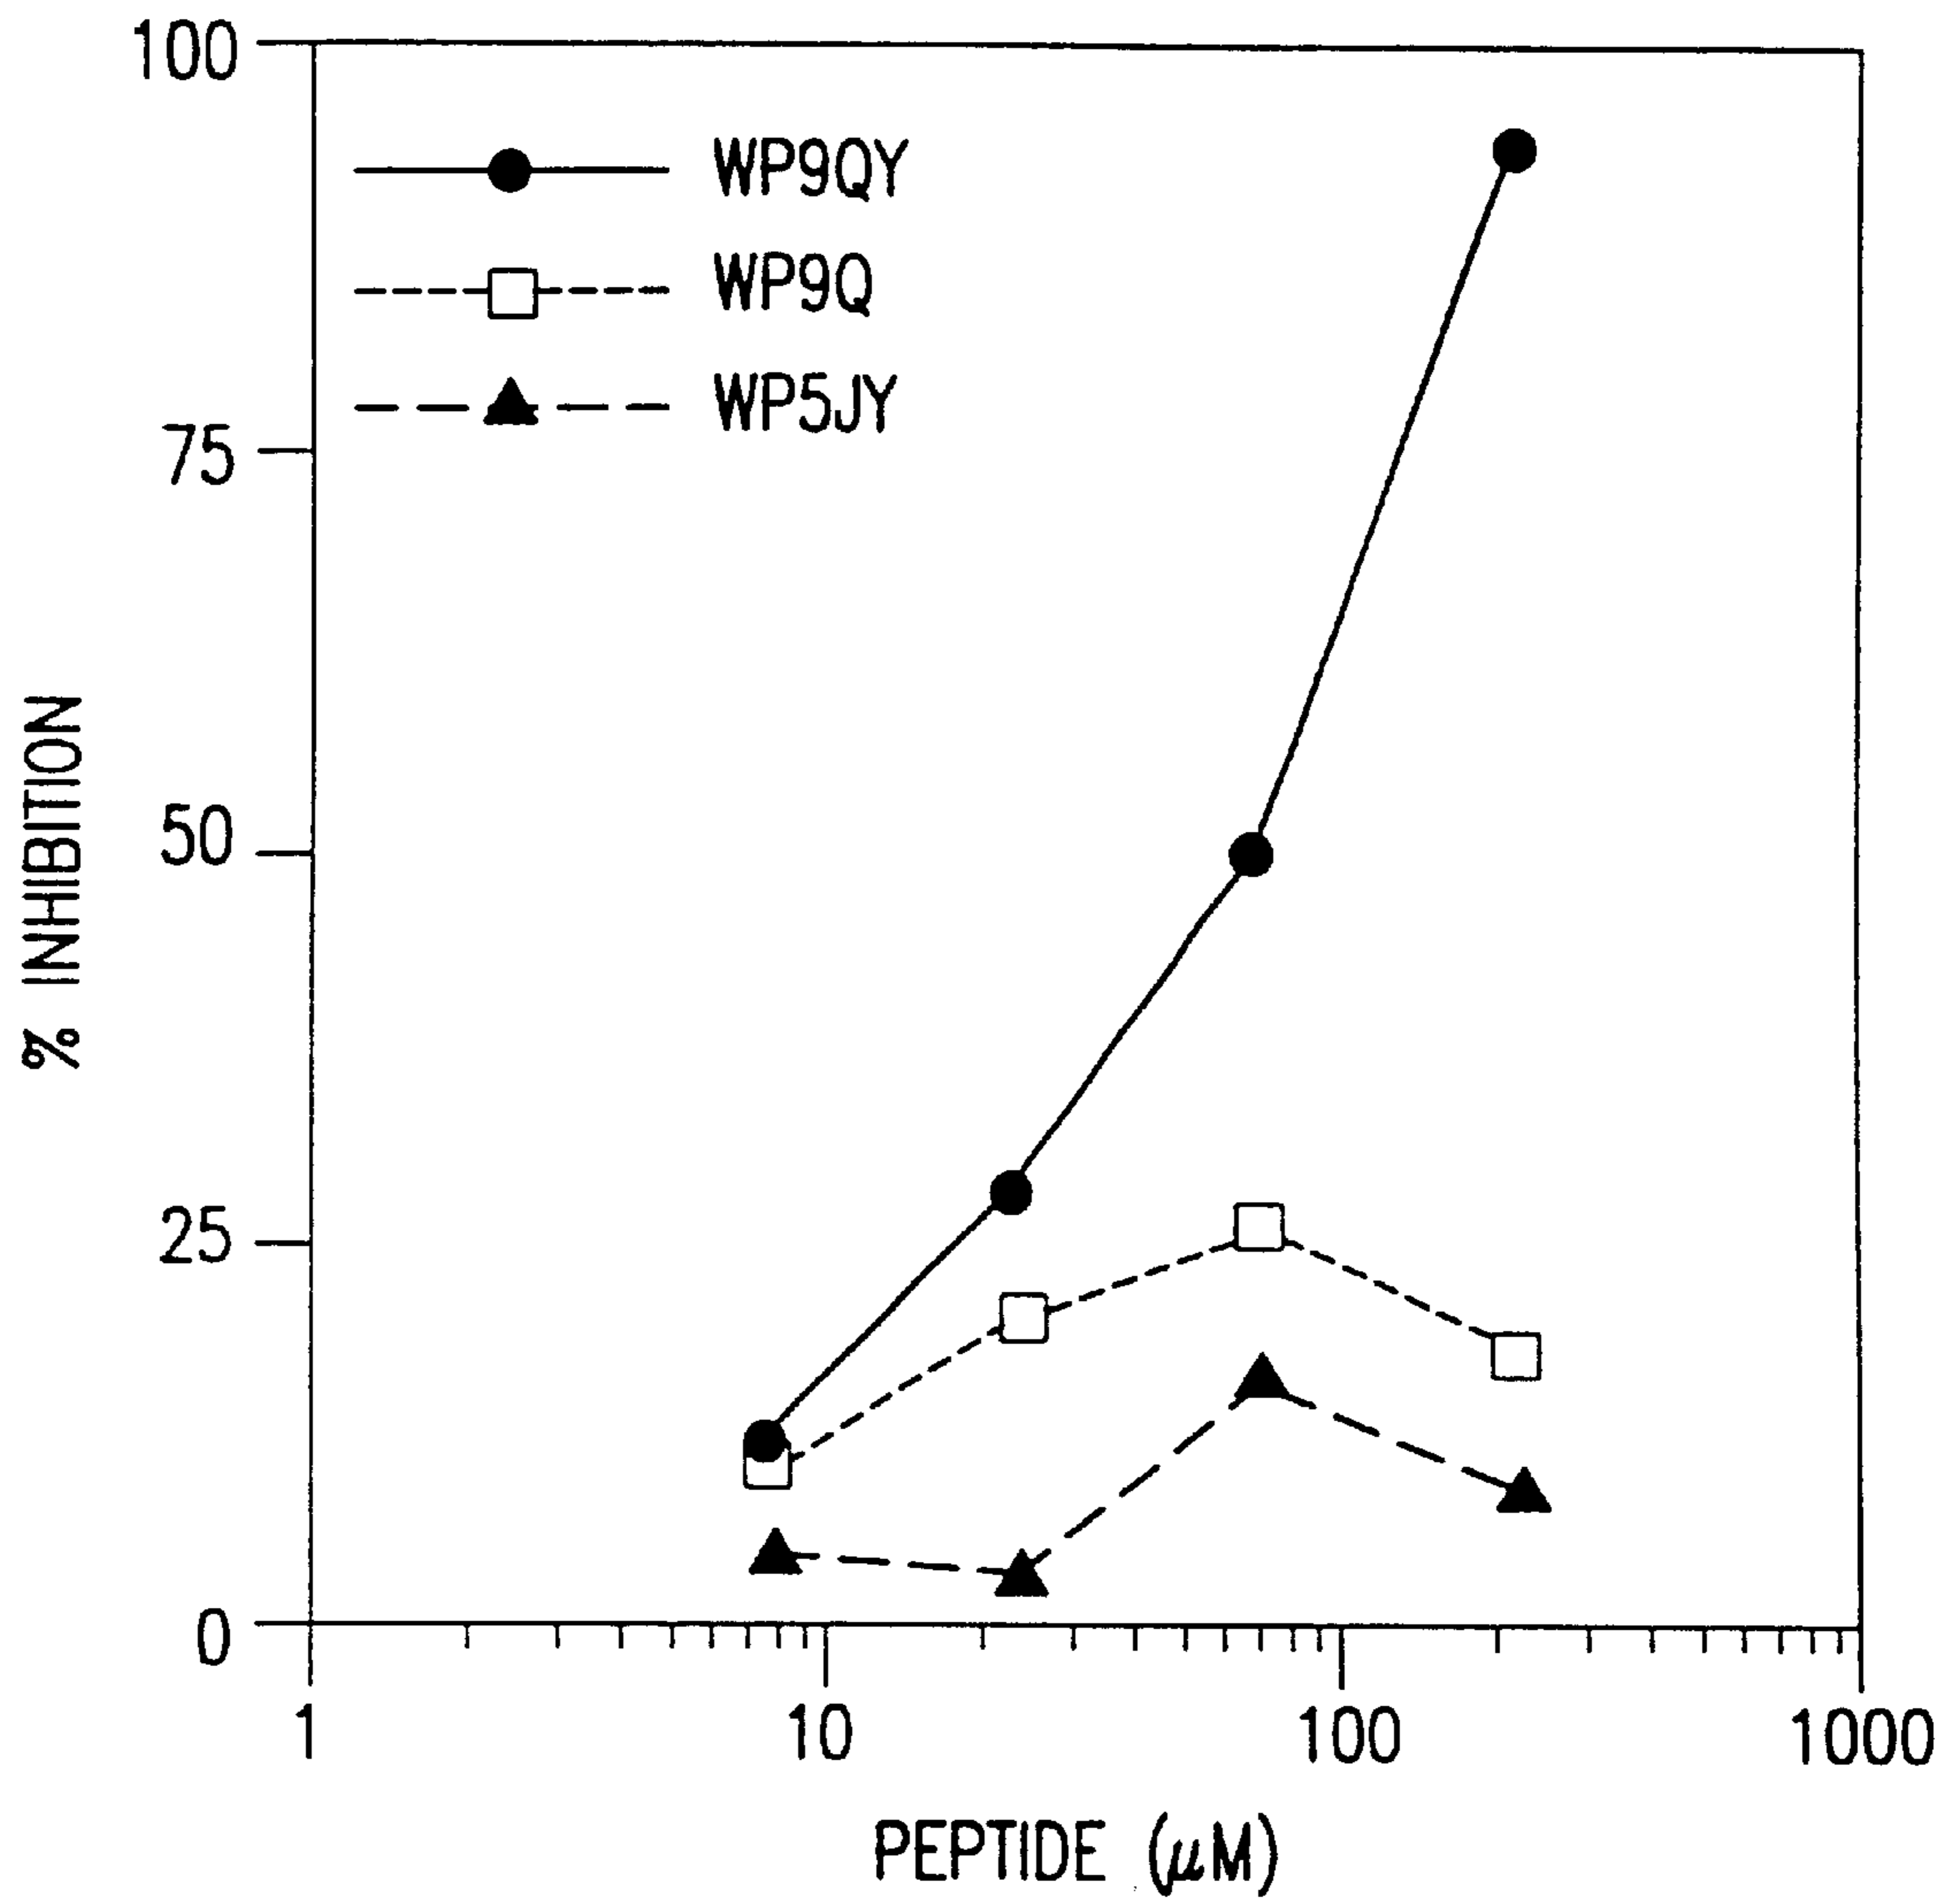 100
75
50
25
0
% INHIBITION
WP9QY
WP9Q
WP5JY
1 10 100 1000
PEPTIDE (μM)